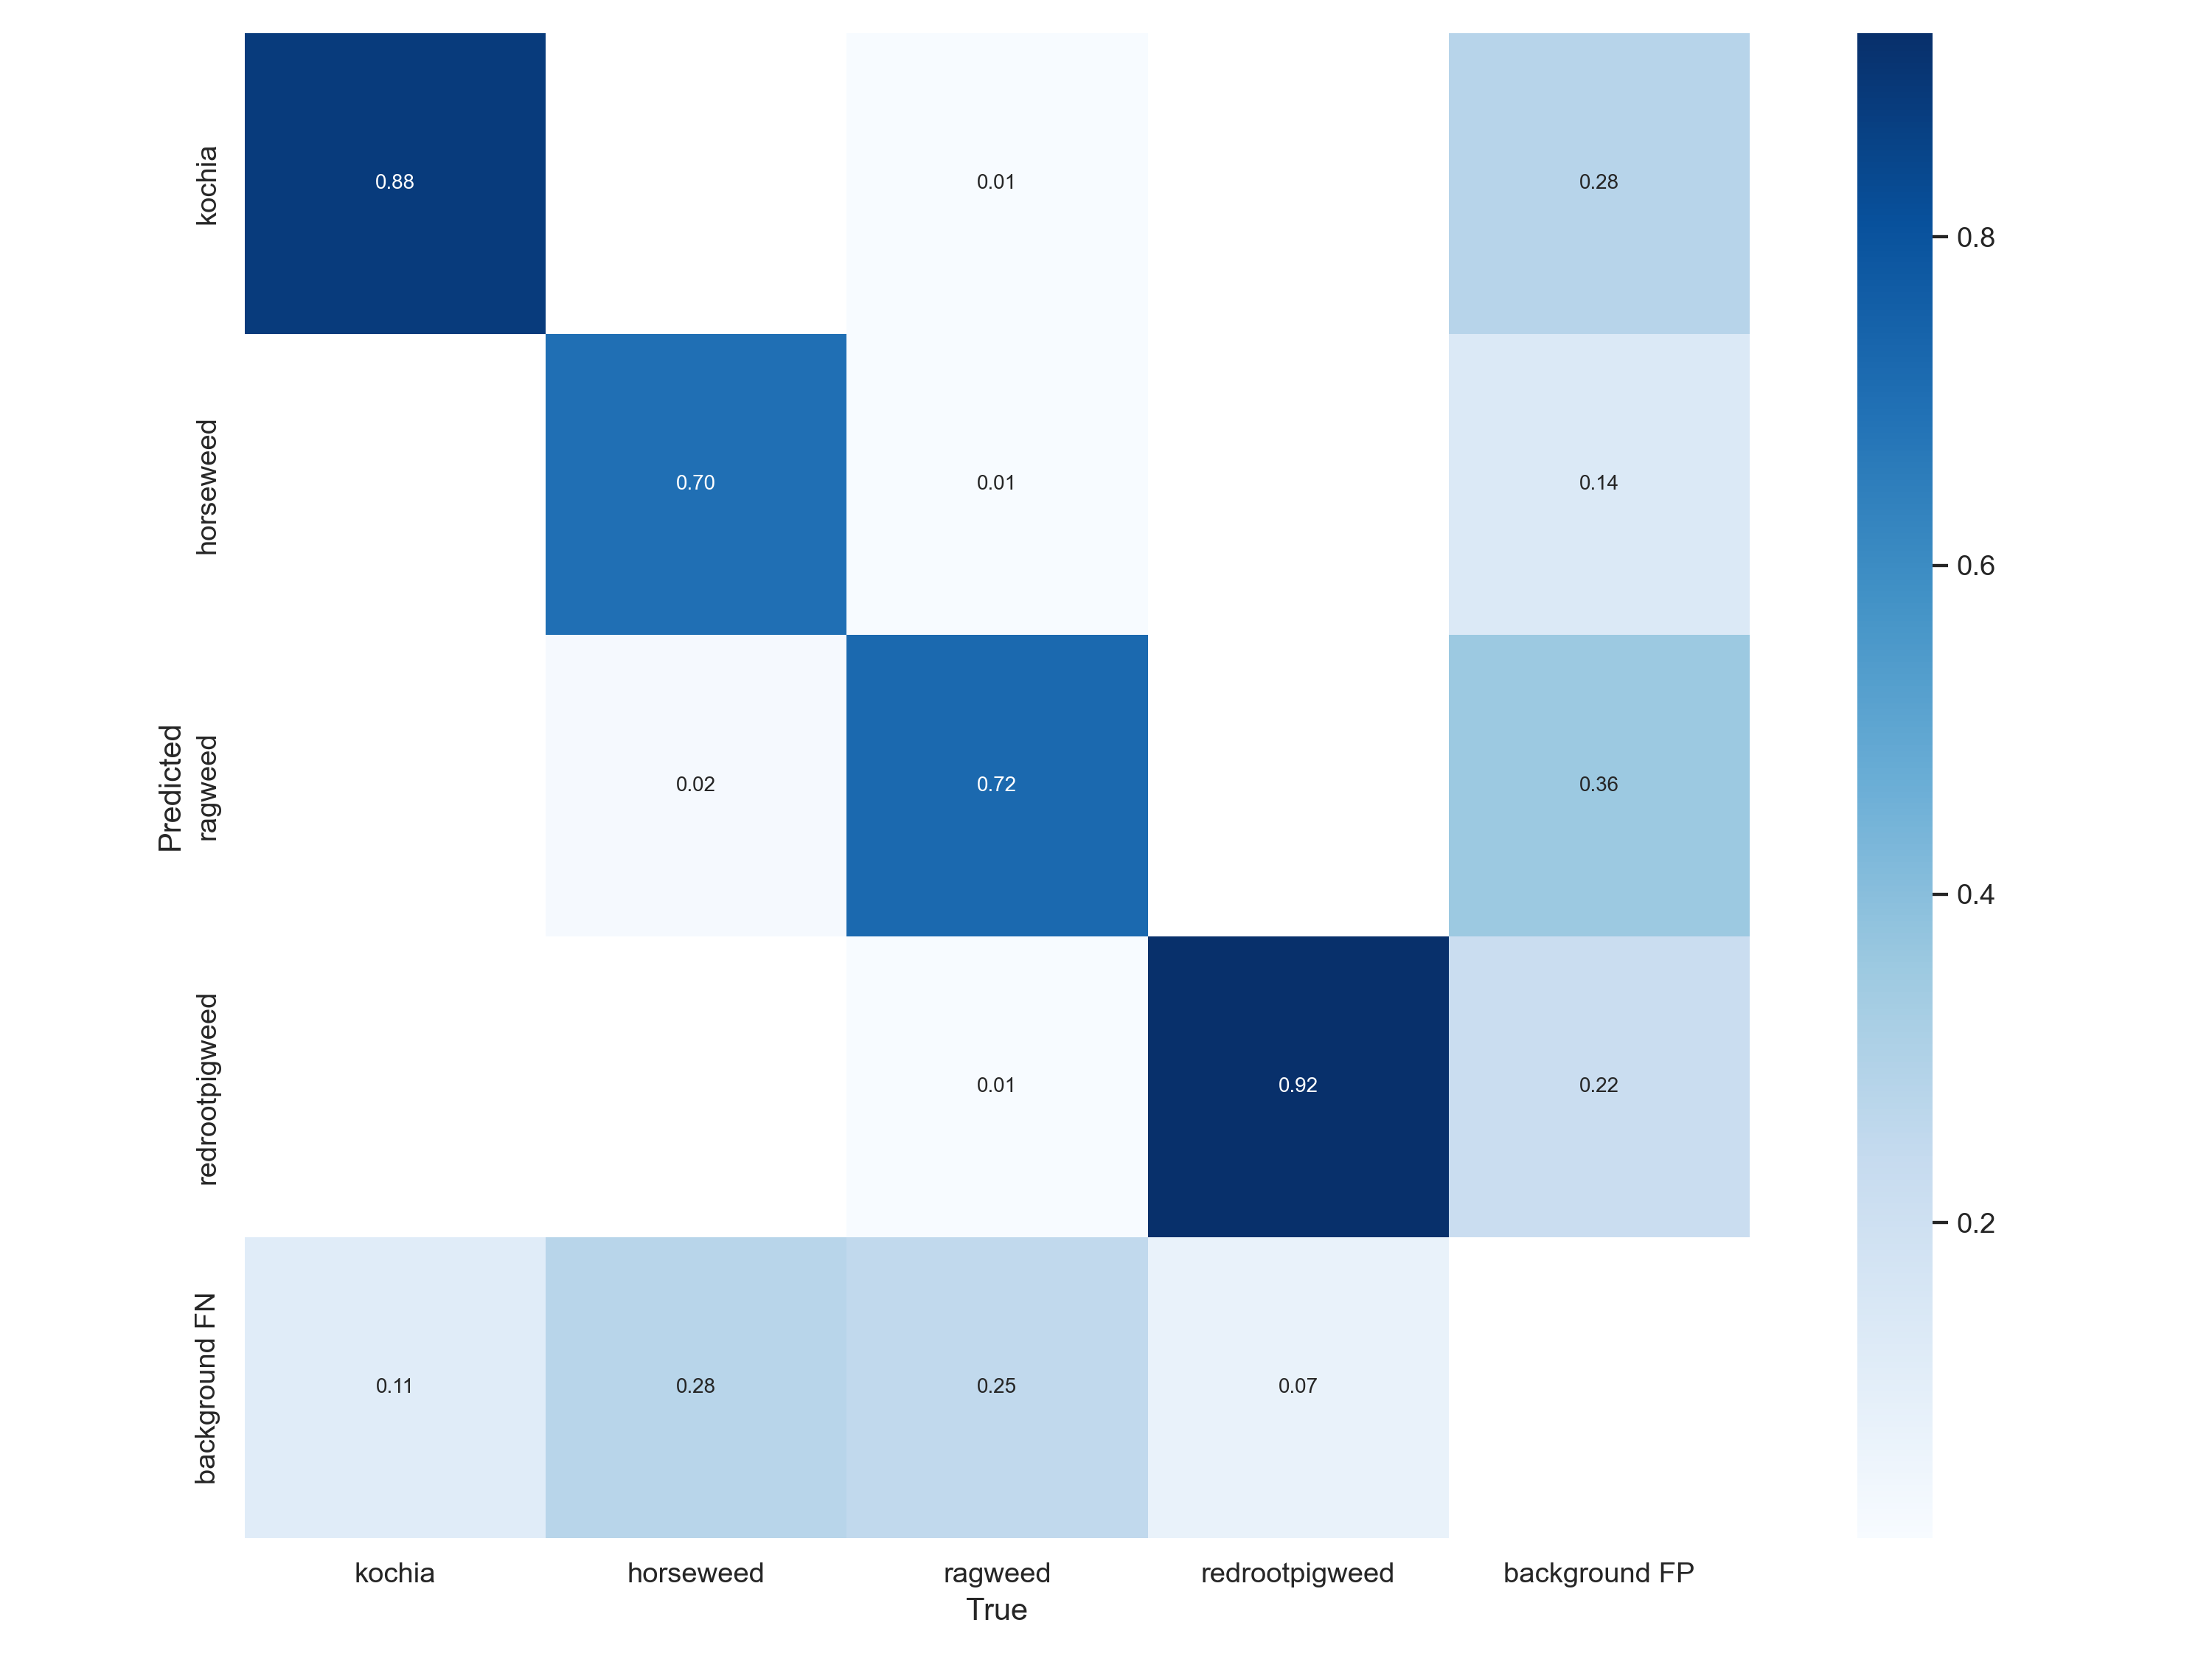 kochia
0.88
0.01
0.28
0.8
horseweed
0.70
0.01
0.14
0.6
Predicted
ragweed
0.02
0.72
0.36
0.4
redrootpigweed
0.01
0.92
0.22
0.2
background FN
0.11
0.28
0.25
0.07
kochia
horseweed
ragweed
redrootpigweed
background FP
True